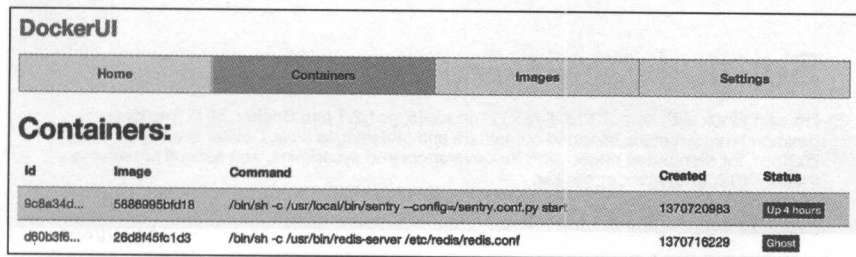 DockerUI
Home Containers Images Settings
Containers:
Id Image Command Created Status
9c8a34d... 5886995bfd18 /bin/sh -c /usr/local/bin/sentry --config=/sentry.conf.py start 1370720983 Up 4 hours
d60b3f6... 26d8f45fc1d3 /bin/sh -c /usr/bin/redis-server /etc/redis/redis.conf 1370716229 Ghost